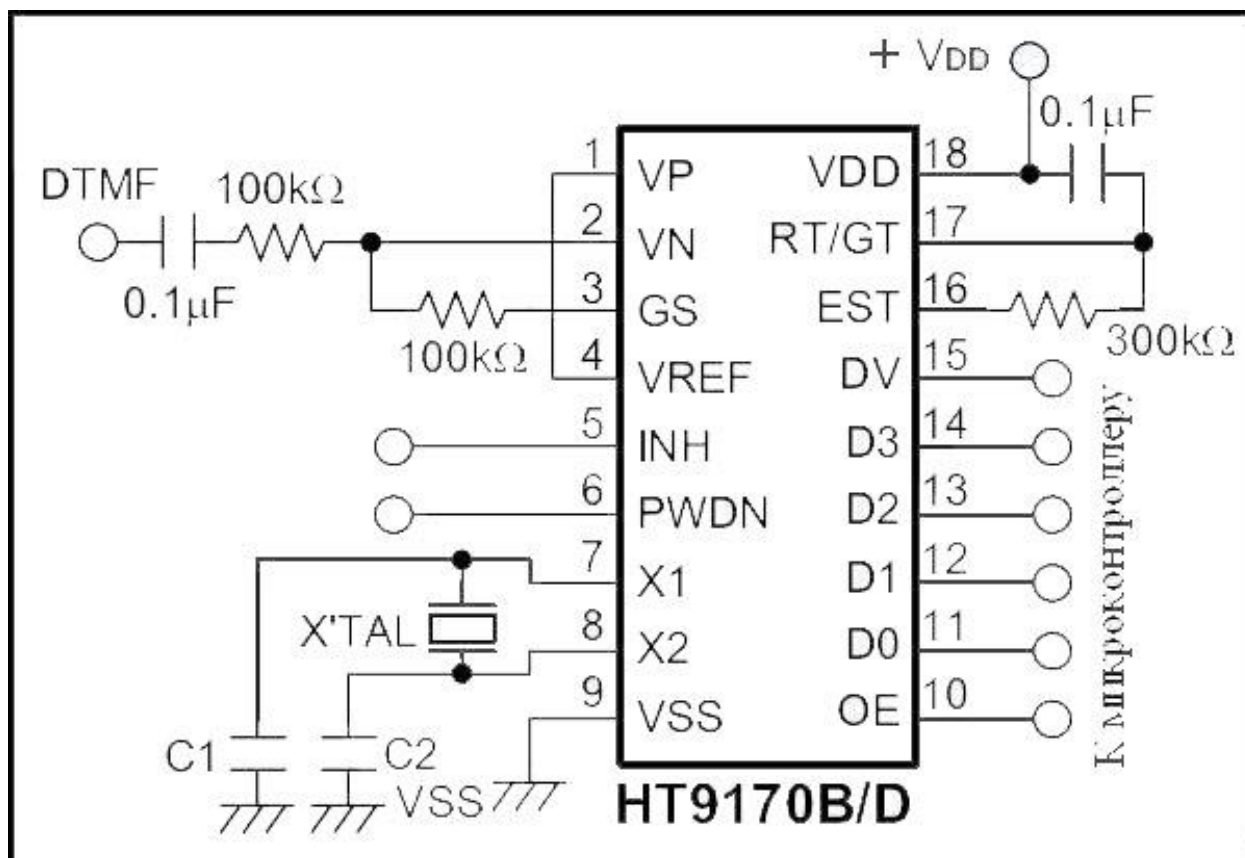 + VDD
0.1μF
DTMF
100kΩ
0.1μF
100kΩ
1 VP VDD 18
2 VN RT/GT 17
3 GS EST 16
300kΩ
4 VREF DV 15
5 INH D3 14
6 PWDN D2 13
7 X1 D1 12
X'TAL
8 X2 D0 11
9 VSS OE 10
C1
C2
VSS
К микроконтроллеру
HT9170B/D